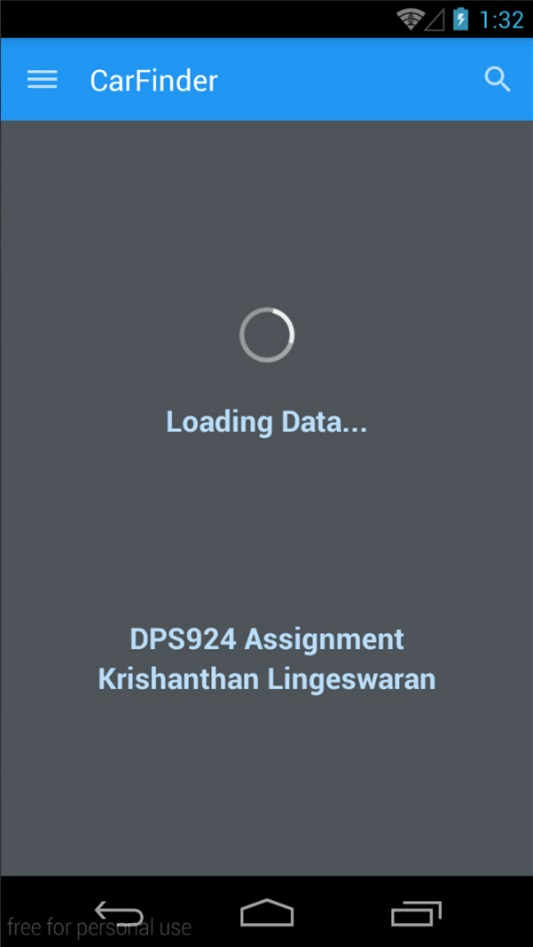 1:32
CarFinder
Loading Data...
DPS924 Assignment
Krishanthan Lingeswaran
free for personal use